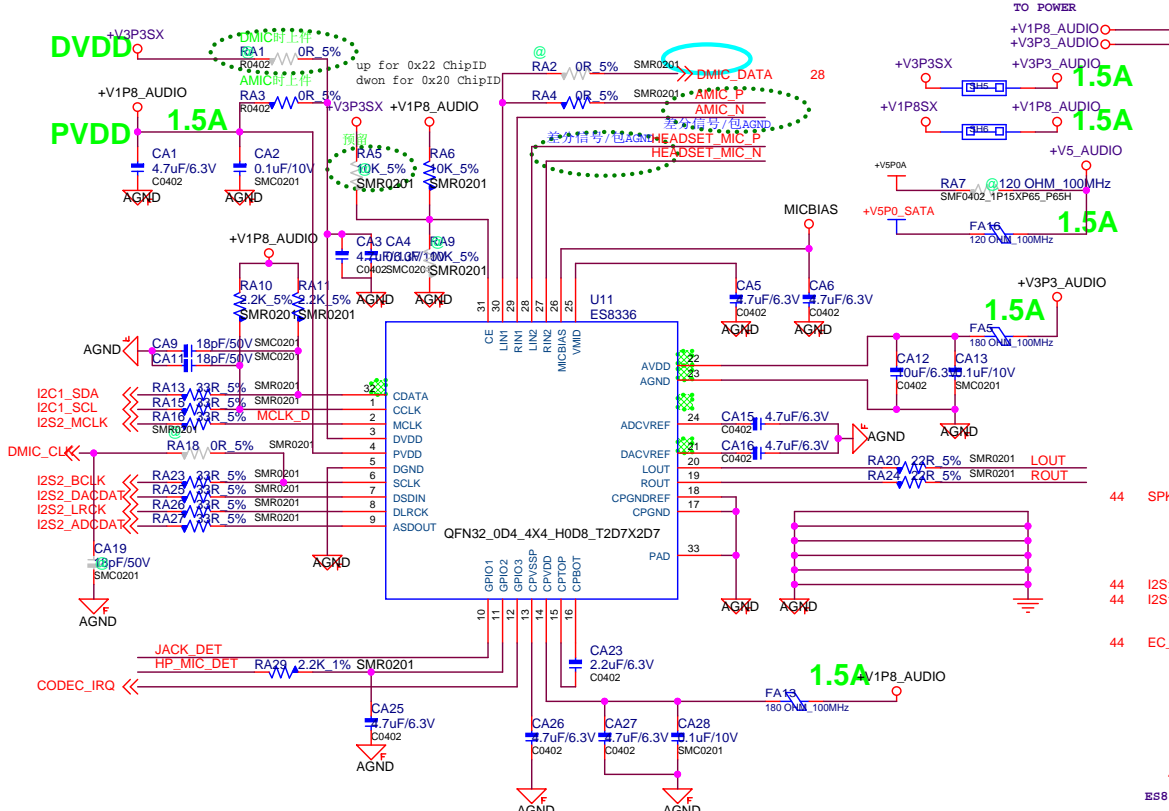 TO POWER
+V1P8_AUDIO
+V3P3_AUDIO
DVDD
+V3P3SX
DMIC时上件
@
RA1 0R_5%
R0402
AMIC时上件
RA3 0R_5%
R0402
up for 0x22 ChipID
dwon for 0x20 ChipID
@
RA2 0R_5% SMR0201
DMIC_DATA 28
RA4 0R_5% SMR0201
AMIC_P
AMIC_N
差分信号/包AGND
差分信号/包AGND
HEADSET_MIC_P
HEADSET_MIC_N
+V3P3SX
SH5
+V3P3_AUDIO
1.5A
+V1P8SX
SH6
+V1P8_AUDIO
1.5A
+V5_AUDIO
+V5P0A
RA7 @ 120 OHM_100MHz
SMF0402_1P15XP65_P65H
+V5P0_SATA
FA16
120 OHM_100MHz
1.5A
+V1P8_AUDIO
PVDD
1.5A
CA1
4.7uF/6.3V
C0402
AGND
CA2
0.1uF/10V
SMC0201
AGND
+V3P3SX
+V1P8_AUDIO
预留
RA5
10K_5%
@
SMR0201
RA6
10K_5%
SMR0201
+V1P8_AUDIO
CA3
4.7uF/6.3V
C0402
CA4
0.1uF/10V
SMC0201
AGND
@
RA9
10K_5%
SMR0201
AGND
MICBIAS
CA5
4.7uF/6.3V
C0402
AGND
CA6
4.7uF/6.3V
C0402
AGND
+V3P3_AUDIO
1.5A
FA5
180 OHM_100MHz
RA10
2.2K_5%
SMR0201
RA11
2.2K_5%
SMR0201
31 30 29 28 27 26 25
U11
ES8336
CE
LIN1
RIN1
LIN2
RIN2
MICBIAS
VMID
AGND
CA9 18pF/50V SMC0201
CA11 18pF/50V SMC0201
CA12
10uF/6.3V
C0402
CA13
0.1uF/10V
SMC0201
AGND
I2C1_SDA RA13 33R_5% SMR0201 32 CDATA
I2C1_SCL RA15 33R_5% SMR0201 1 CCLK
I2S2_MCLK RA16 33R_5% SMR0201 MCLK_D 2 MCLK
3 DVDD
4 PVDD
5 DGND
6 SCLK
7 DSDIN
8 DLRCK
9 ASDOUT
AVDD 22
AGND 23
ADCVREF 24
DACVREF 21
LOUT 20
ROUT 19
CPGNDREF 18
CPGND 17
PAD 33
CA15 4.7uF/6.3V
C0402
CA16 4.7uF/6.3V
C0402
AGND
RA20 22R_5% SMR0201 LOUT
RA24 22R_5% SMR0201 ROUT
@
DMIC_CLK RA18 0R_5% SMR0201
I2S2_BCLK RA23 33R_5% SMR0201
I2S2_DACDAT RA25 33R_5% SMR0201
I2S2_LRCK RA26 33R_5% SMR0201
I2S2_ADCDAT RA27 33R_5% SMR0201
44 SPK
QFN32_0D4_4X4_H0D8_T2D7X2D7
CA19
@
18pF/50V
SMC0201
AGND
AGND
GPIO1
GPIO2
GPIO3
CPVSSP
CPVDD
CPTOP
CPBOT
10 11 12 13 14 15 16
AGND
AGND
44 I2S
44 I2S
44 EC_
JACK_DET
HP_MIC_DET RA29 2.2K_1% SMR0201
CODEC_IRQ
CA23
2.2uF/6.3V
C0402
1.5A
+V1P8_AUDIO
FA13
180 OHM_100MHz
CA25
4.7uF/6.3V
C0402
AGND
CA26
4.7uF/6.3V
C0402
AGND
CA27
4.7uF/6.3V
C0402
CA28
0.1uF/10V
SMC0201
AGND
ES8